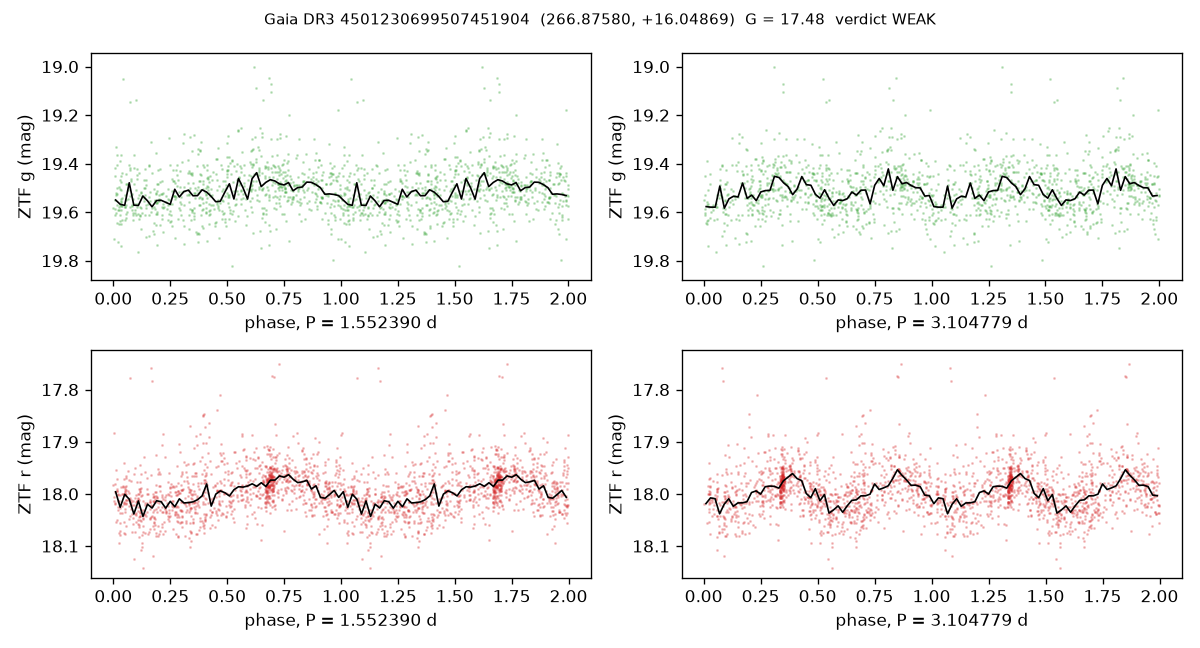 Gaia DR3 4501230699507451904  (266.87580, +16.04869)  G = 17.48  verdict WEAK
ZTF g (mag)
19.0
19.2
19.4
19.6
19.8
0.00 0.25 0.50 0.75 1.00 1.25 1.50 1.75 2.00
phase, P = 1.552390 d
ZTF g (mag)
19.0
19.2
19.4
19.6
19.8
0.00 0.25 0.50 0.75 1.00 1.25 1.50 1.75 2.00
phase, P = 3.104779 d
ZTF r (mag)
17.8
17.9
18.0
18.1
0.00 0.25 0.50 0.75 1.00 1.25 1.50 1.75 2.00
phase, P = 1.552390 d
ZTF r (mag)
17.8
17.9
18.0
18.1
0.00 0.25 0.50 0.75 1.00 1.25 1.50 1.75 2.00
phase, P = 3.104779 d